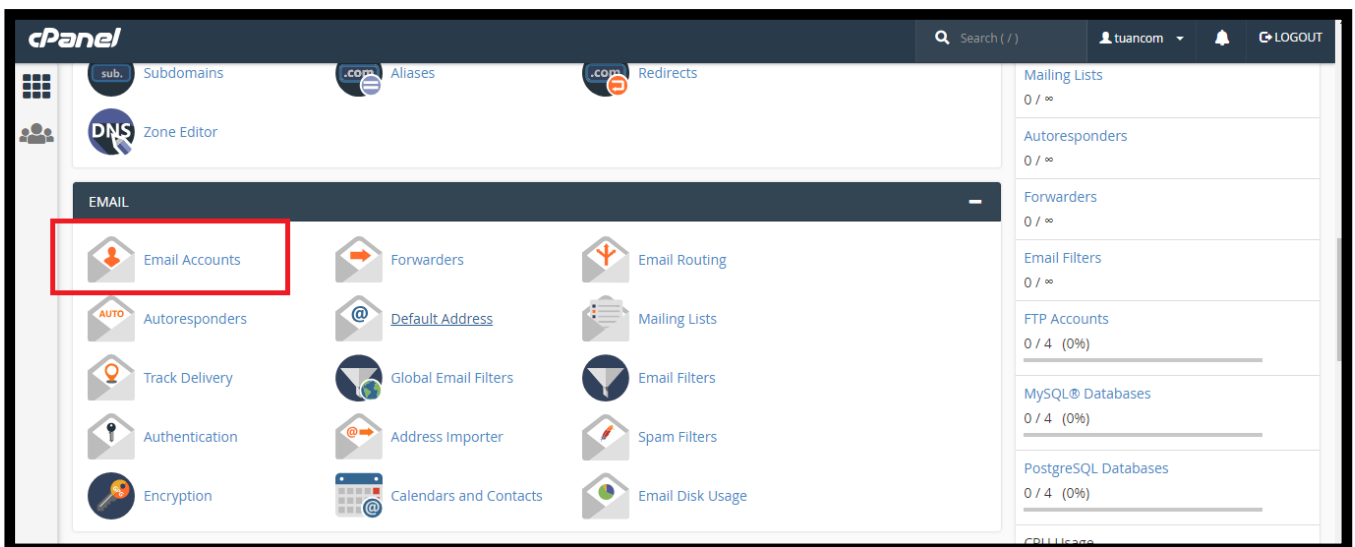 cPanel
Search ( / )
tuancom
LOGOUT
sub.
Subdomains
.com
Aliases
.com
Redirects
DNS
Zone Editor
EMAIL
Email Accounts
Forwarders
Email Routing
AUTO
Autoresponders
@
Default Address
Mailing Lists
Track Delivery
Global Email Filters
Email Filters
Authentication
@
Address Importer
Spam Filters
Encryption
@
Calendars and Contacts
Email Disk Usage
Mailing Lists
0 / ∞
Autoresponders
0 / ∞
Forwarders
0 / ∞
Email Filters
0 / ∞
FTP Accounts
0 / 4 (0%)
MySQL® Databases
0 / 4 (0%)
PostgreSQL Databases
0 / 4 (0%)
CPU Usage